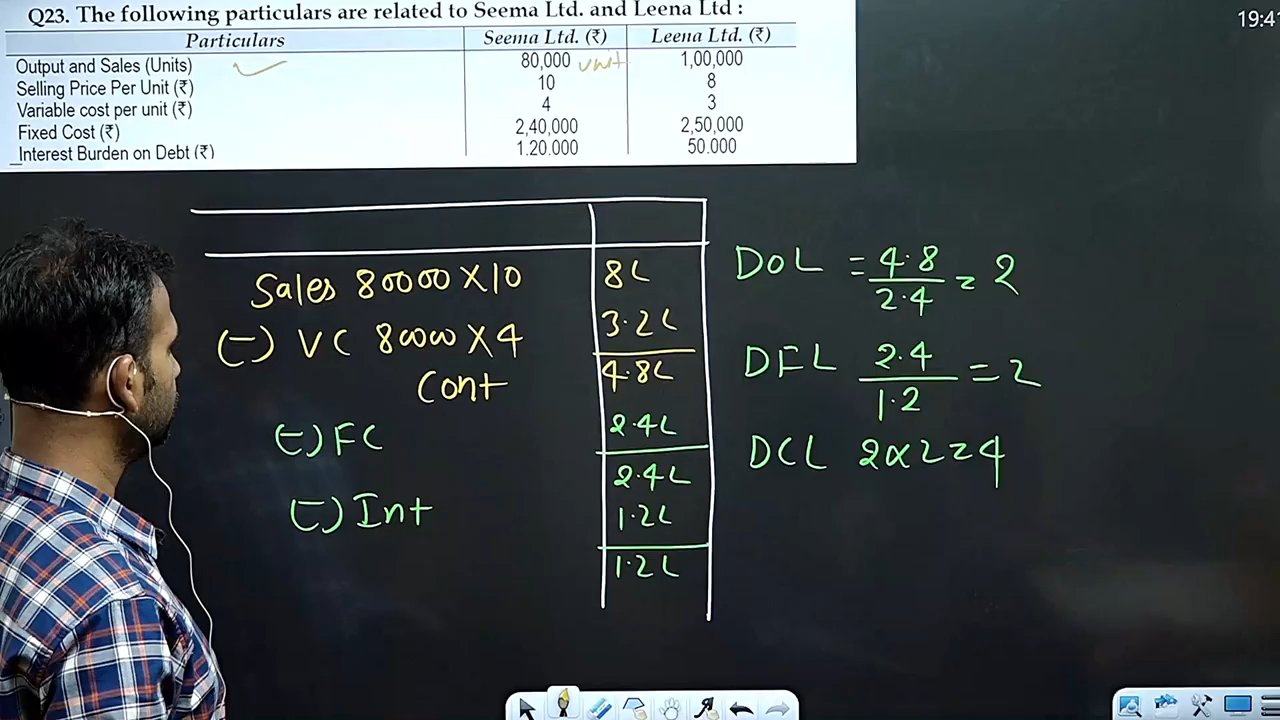 Q23. The following particulars are related to Seema Ltd. and Leena Ltd :
Particulars Seema Ltd. (₹) Leena Ltd. (₹)
Output and Sales (Units) 80,000 unit 1,00,000
Selling Price Per Unit (₹) 10 8
Variable cost per unit (₹) 4 3
Fixed Cost (₹) 2,40,000 2,50,000
Interest Burden on Debt (₹) 1,20,000 50,000
Sales 80000 X 10 8L
(-) VC 80000 X 4 3.2L
Cont 4.8L
(-) FC 2.4L
2.4L
(-) Int 1.2L
1.2L
DOL = 4.8 / 2.4 = 2
DFL 2.4 / 1.2 = 2
DCL 2x2=4
19:4